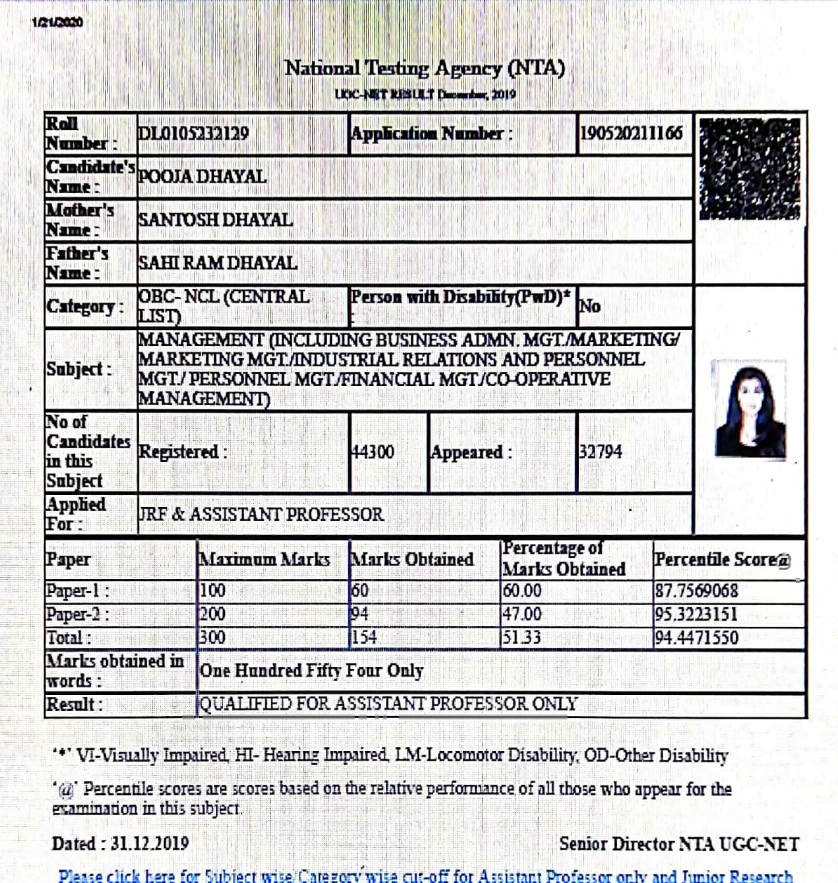 1/21/2020
National Testing Agency (NTA)
UGC-NET RESULT December, 2019
Roll Number : DL0105232129 Application Number : 190520211166
Candidate's Name : POOJA DHAYAL
Mother's Name : SANTOSH DHAYAL
Father's Name : SAHI RAM DHAYAL
Category : OBC- NCL (CENTRAL LIST) Person with Disability(PwD)* : No
Subject : MANAGEMENT (INCLUDING BUSINESS ADMN. MGT./MARKETING/
MARKETING MGT./INDUSTRIAL RELATIONS AND PERSONNEL
MGT./ PERSONNEL MGT./FINANCIAL MGT./CO-OPERATIVE
MANAGEMENT)
No of Candidates in this Subject Registered : 44300 Appeared : 32794
Applied For : JRF & ASSISTANT PROFESSOR
Paper Maximum Marks Marks Obtained Percentage of Marks Obtained Percentile Score@
Paper-1 : 100 60 60.00 87.7569068
Paper-2 : 200 94 47.00 95.3223151
Total : 300 154 51.33 94.4471550
Marks obtained in words : One Hundred Fifty Four Only
Result : QUALIFIED FOR ASSISTANT PROFESSOR ONLY
'*' VI-Visually Impaired, HI- Hearing Impaired, LM-Locomotor Disability, OD-Other Disability
'@' Percentile scores are scores based on the relative performance of all those who appear for the
examination in this subject.
Dated : 31.12.2019 Senior Director NTA UGC-NET
Please click here for Subject wise/Category wise cut-off for Assistant Professor only and Junior Research